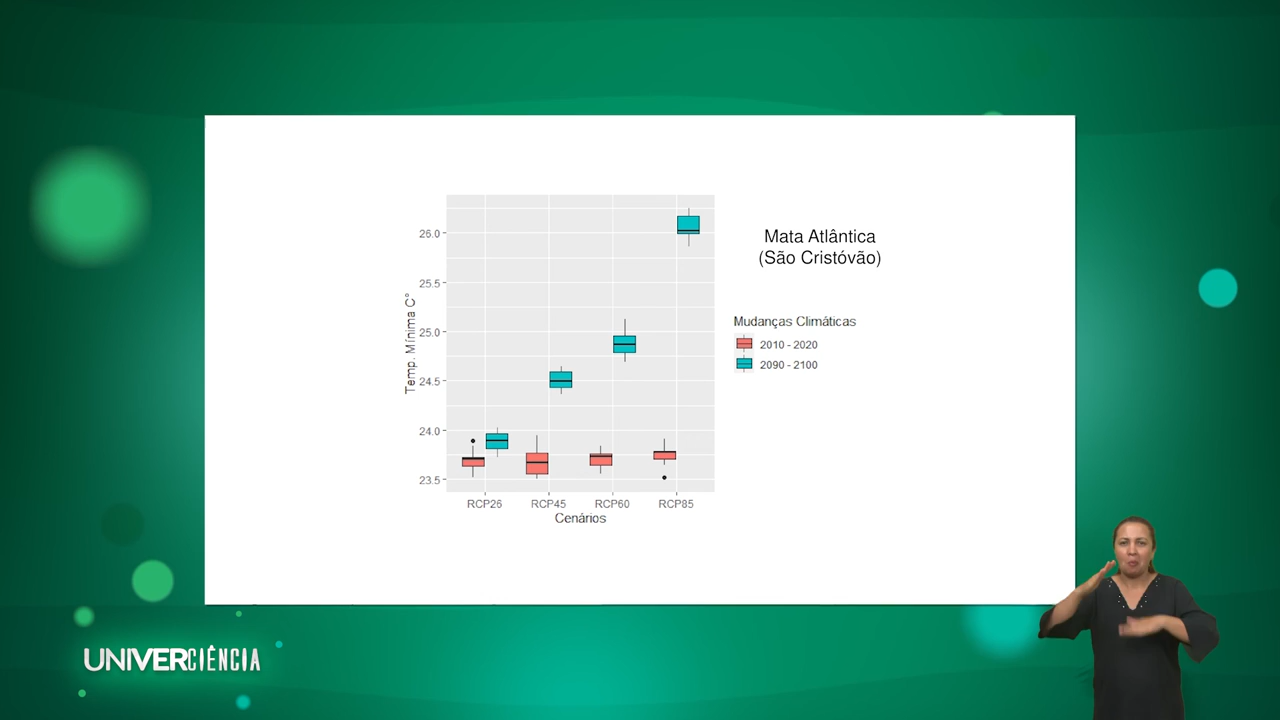 Mata Atlântica
(São Cristóvão)
Temp. Mínima C°
26.0
25.5
25.0
24.5
24.0
23.5
RCP26
RCP45
RCP60
RCP85
Cenários
Mudanças Climáticas
2010 - 2020
2090 - 2100
UNIVERCIÊNCIA